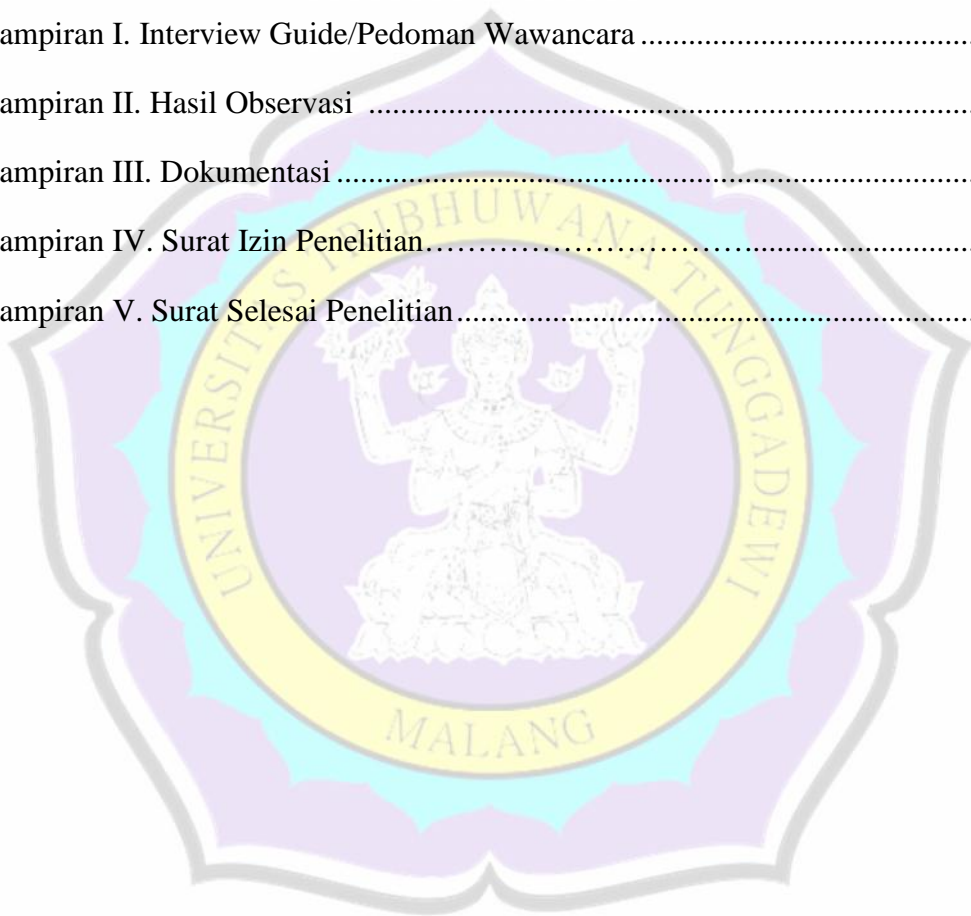 ampiran I. Interview Guide/Pedoman Wawancara ..........................................
ampiran II. Hasil Observasi ..........................................................................
ampiran III. Dokumentasi ...............................................................................
ampiran IV. Surat Izin Penelitian……………………………..............................
ampiran V. Surat Selesai Penelitian................................................................
UNIVERSITAS TRIBHUWANA TUNGGADEWI
MALANG